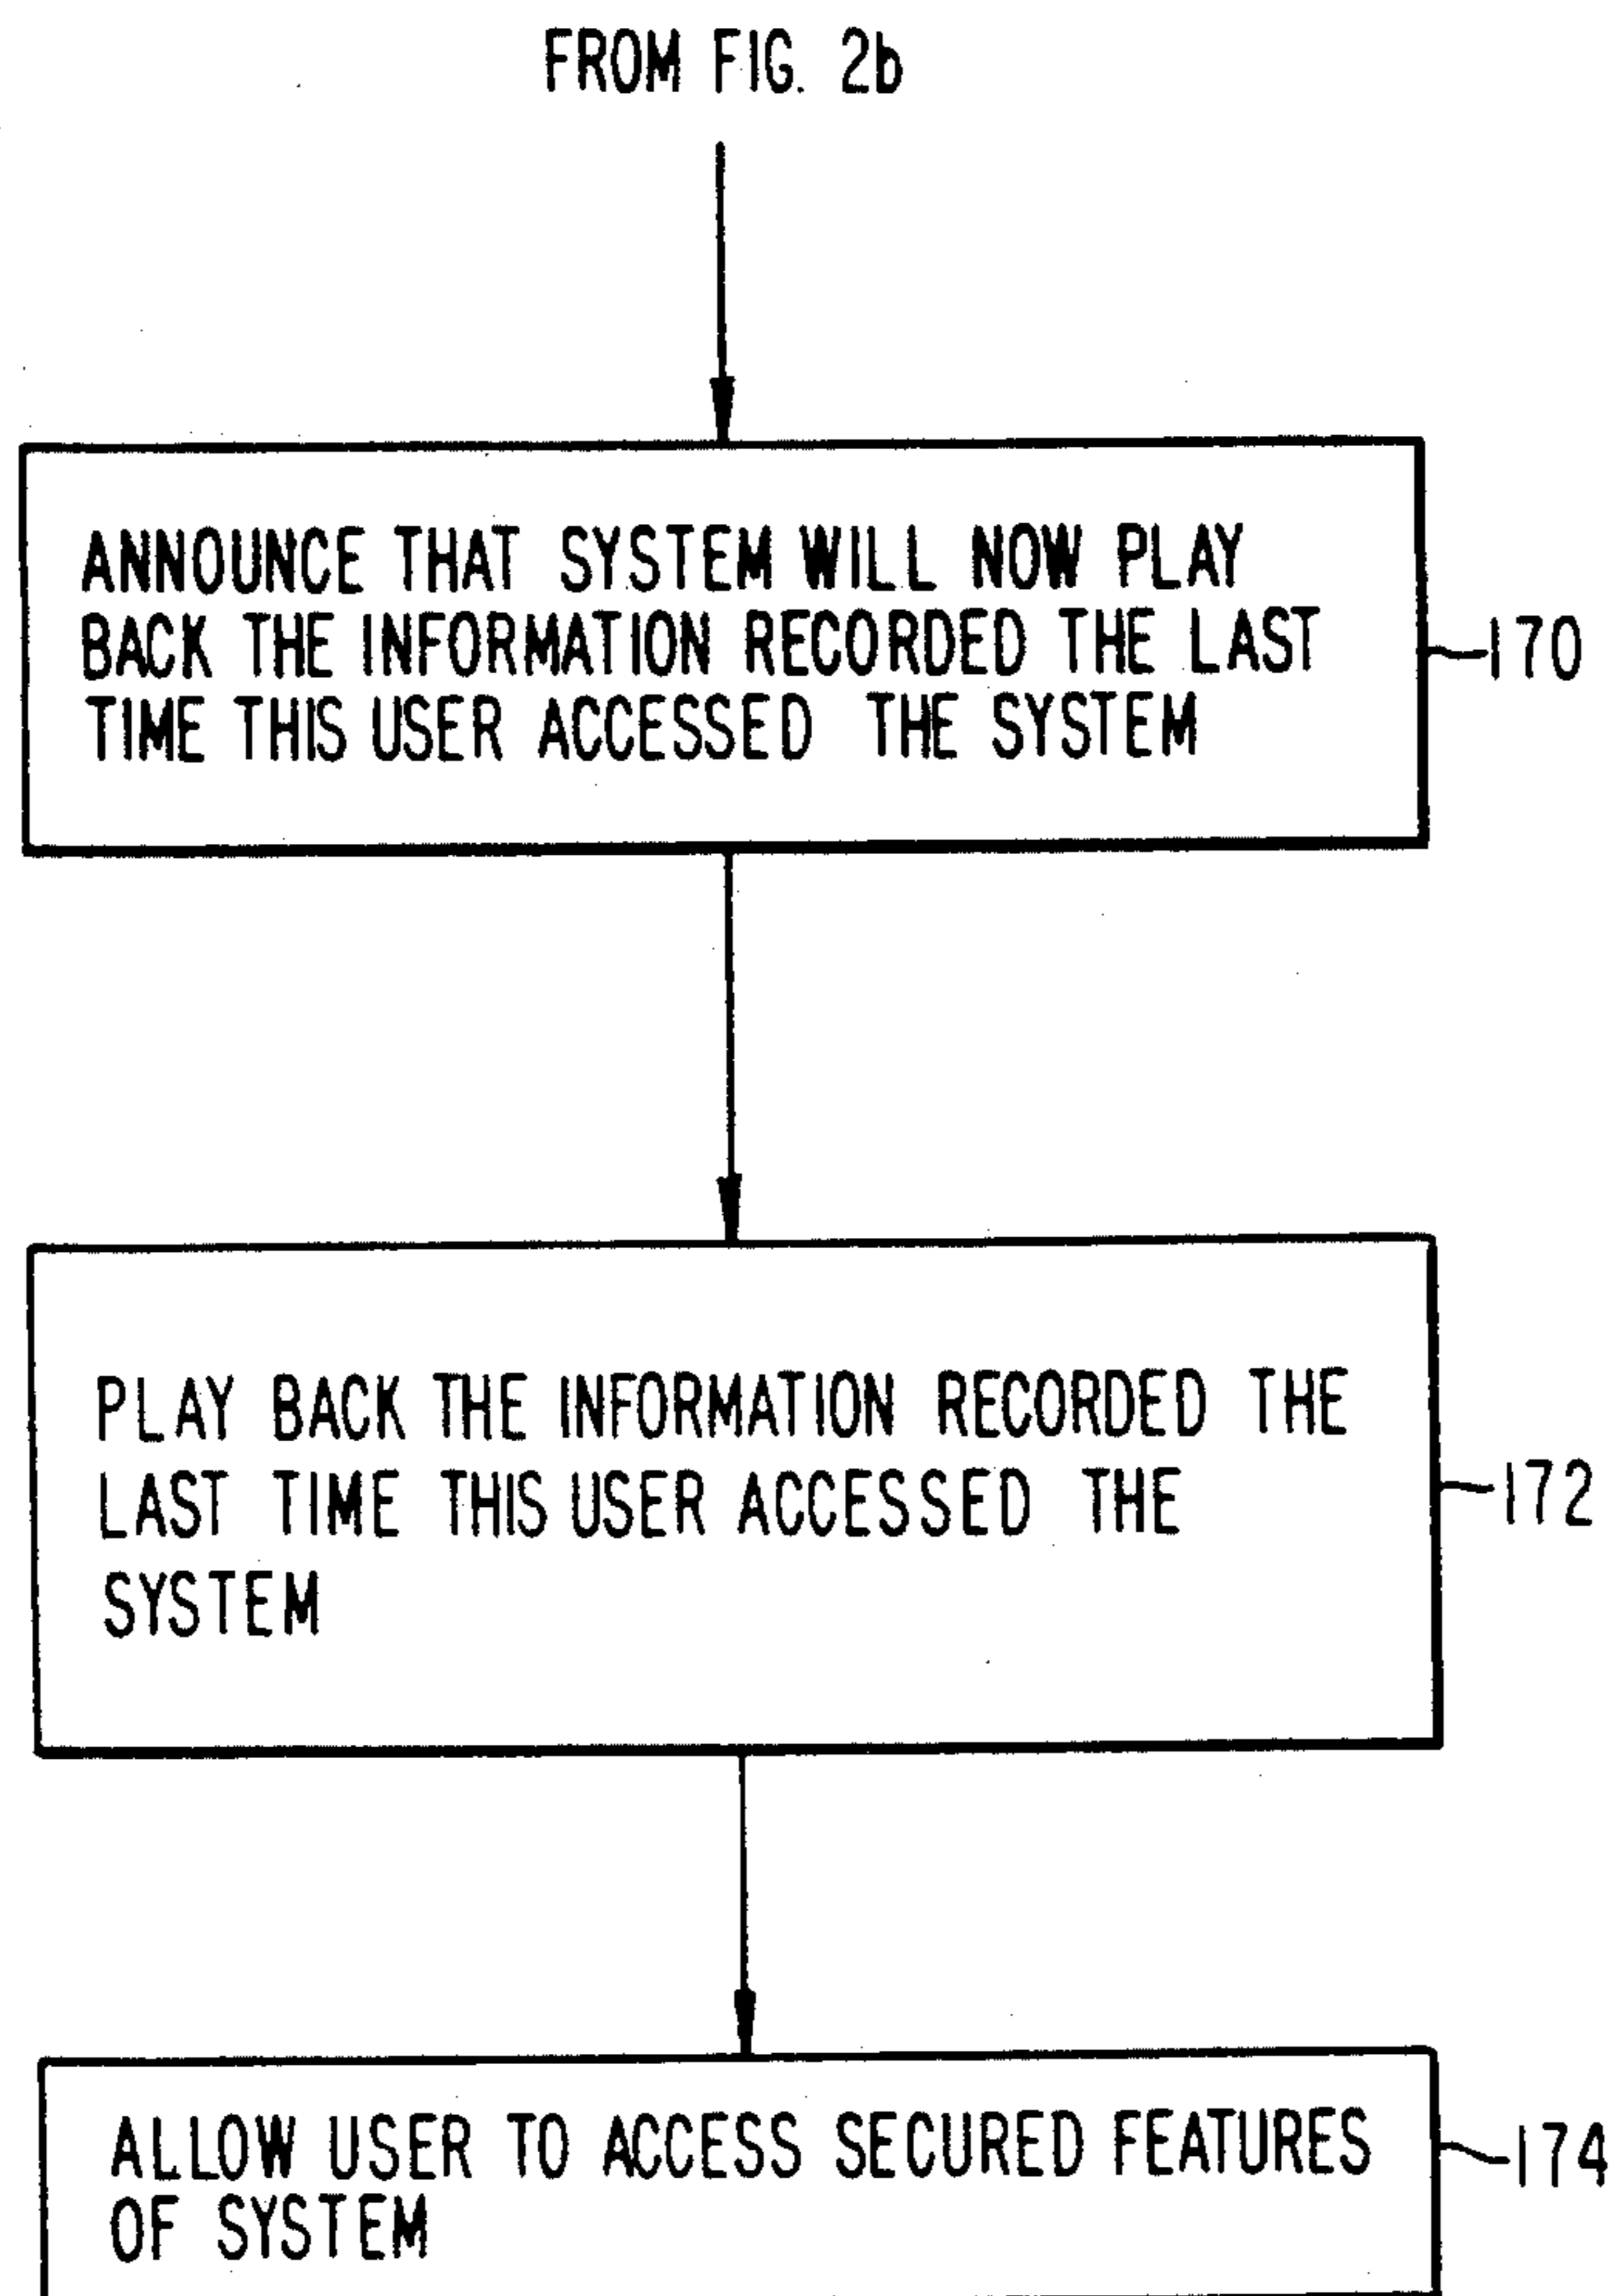 FROM FIG. 2b
ANNOUNCE THAT SYSTEM WILL NOW PLAY
BACK THE INFORMATION RECORDED THE LAST
TIME THIS USER ACCESSED THE SYSTEM
170
PLAY BACK THE INFORMATION RECORDED THE
LAST TIME THIS USER ACCESSED THE
SYSTEM
172
ALLOW USER TO ACCESS SECURED FEATURES
OF SYSTEM
174